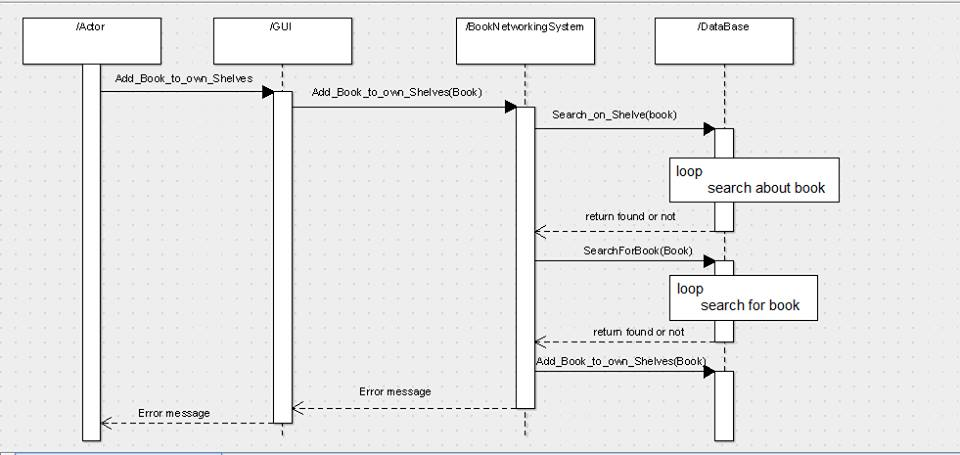 /Actor
/GUI
/BookNetworkingSystem
/DataBase
Add_Book_to_own_Shelves
Add_Book_to_own_Shelves(Book)
Search_on_Shelve(book)
loop
search about book
return found or not
SearchForBook(Book)
loop
search for book
return found or not
Add_Book_to_own_Shelves(Book)
Error message
Error message